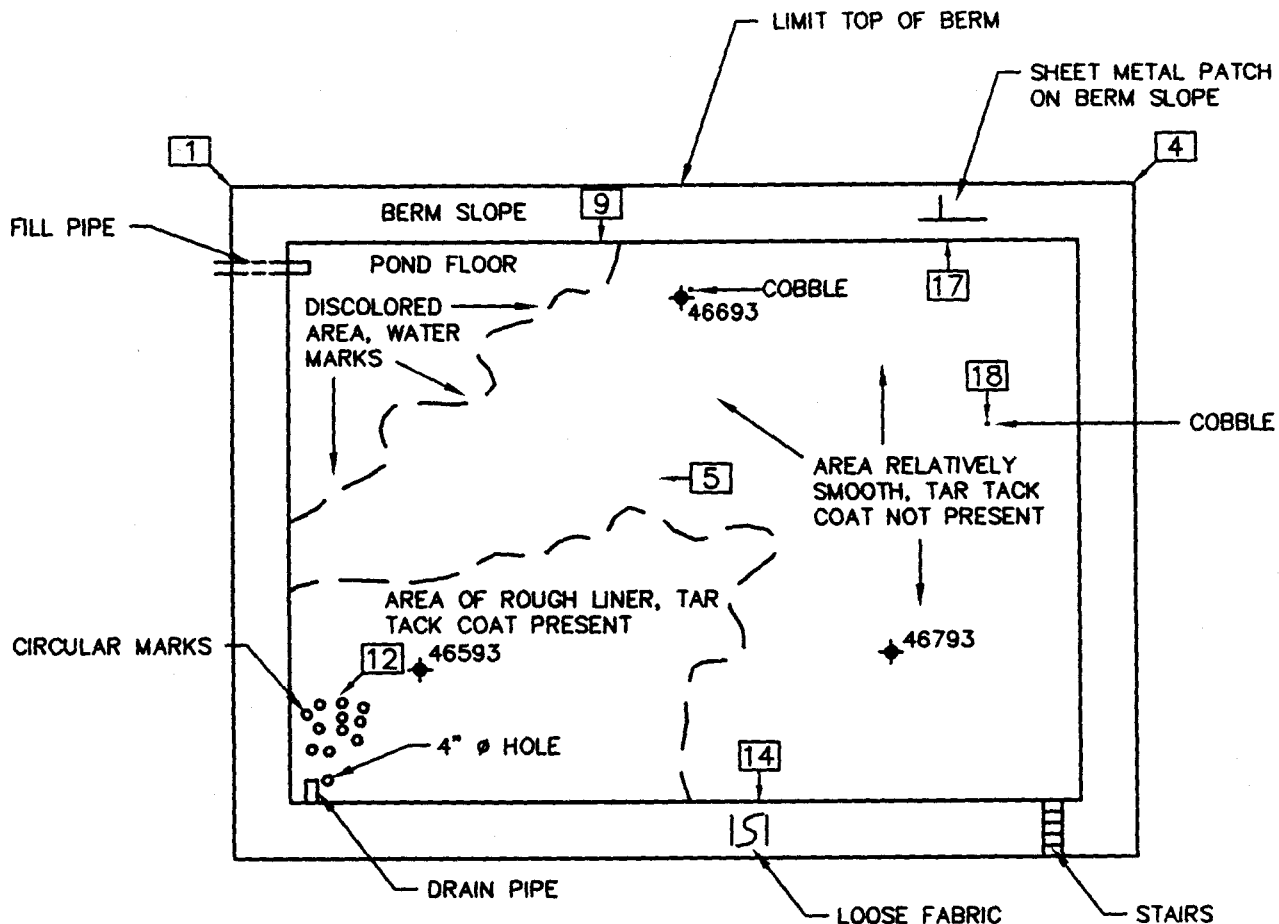 LIMIT TOP OF BERM
SHEET METAL PATCH
ON BERM SLOPE
1
4
BERM SLOPE
9
FILL PIPE
POND FLOOR
17
DISCOLORED
AREA, WATER
MARKS
COBBLE
46693
18
COBBLE
AREA RELATIVELY
SMOOTH, TAR TACK
COAT NOT PRESENT
5
AREA OF ROUGH LINER, TAR
TACK COAT PRESENT
CIRCULAR MARKS
12
46593
46793
4" ø HOLE
14
DRAIN PIPE
LOOSE FABRIC
STAIRS